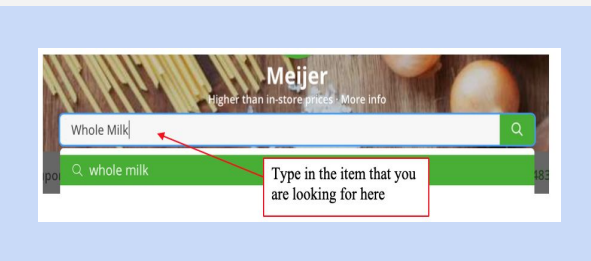 Meijer
Higher than in-store prices · More info
Whole Milk
whole milk
Type in the item that you
are looking for here